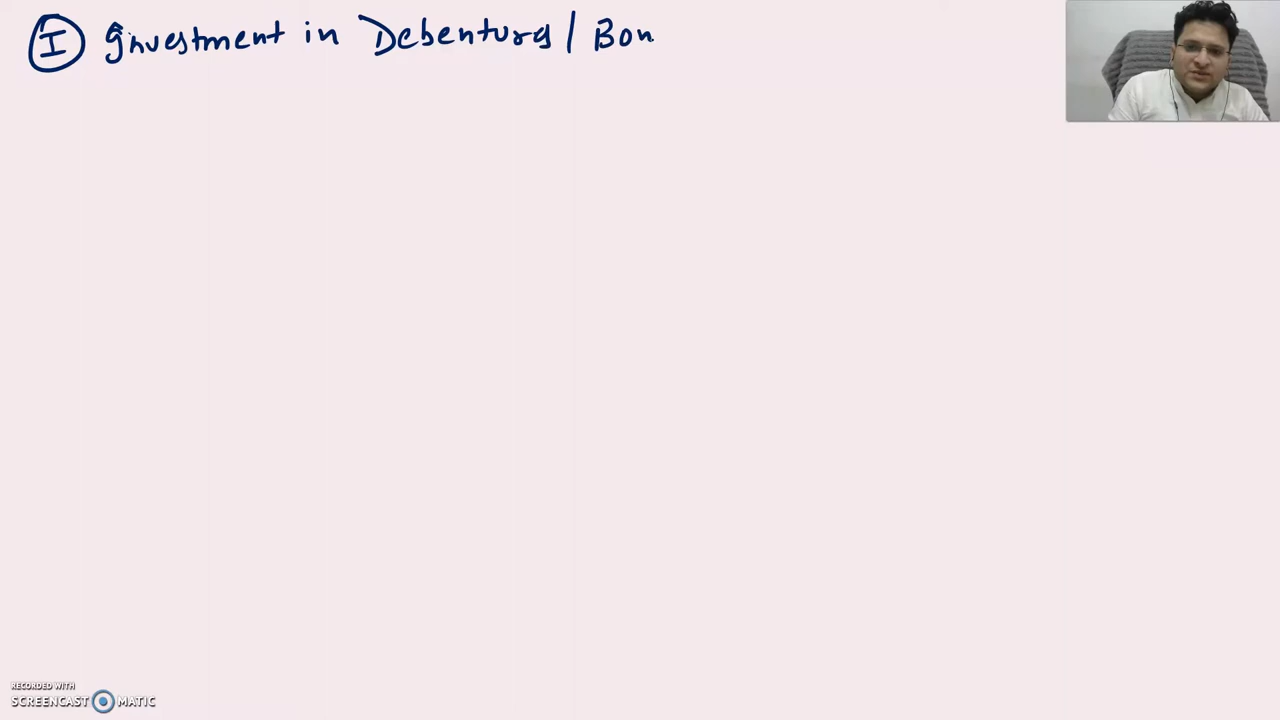 I Investment in Debentures / Bon
RECORDED WITH
SCREENCAST MATIC